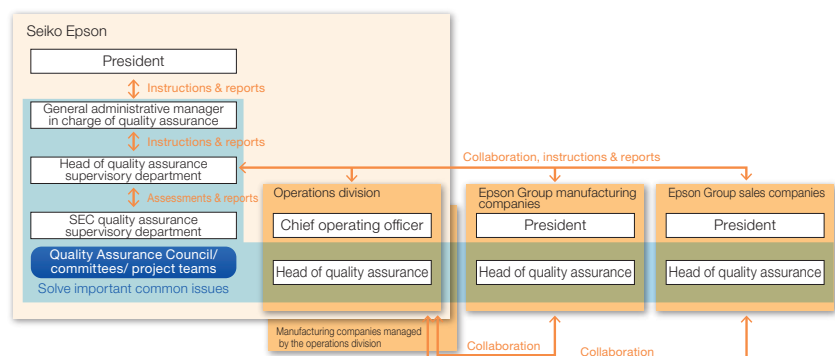 Seiko Epson
President
Instructions & reports
General administrative manager
in charge of quality assurance
Instructions & reports
Head of quality assurance
supervisory department
Collaboration, instructions & reports
Assessments & reports
SEC quality assurance
supervisory department
Quality Assurance Council/
committees/ project teams
Solve important common issues
Operations division
Chief operating officer
Head of quality assurance
Manufacturing companies managed
by the operations division
Epson Group manufacturing
companies
President
Head of quality assurance
Epson Group sales companies
President
Head of quality assurance
Collaboration
Collaboration